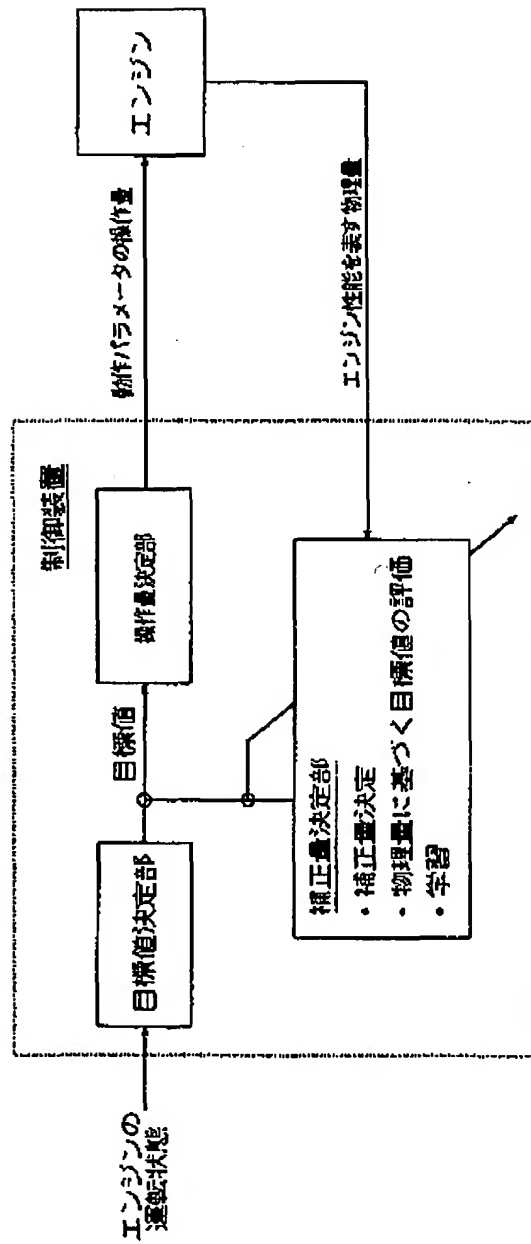 エンジンの
運転状態
制御装置
目標値決定部
目標値
操作量決定部
動作パラメータの操作量
エンジン
エンジン性能を表す物理量
補正量決定部
・補正量決定
・物理量に基づく目標値の評価
・学習